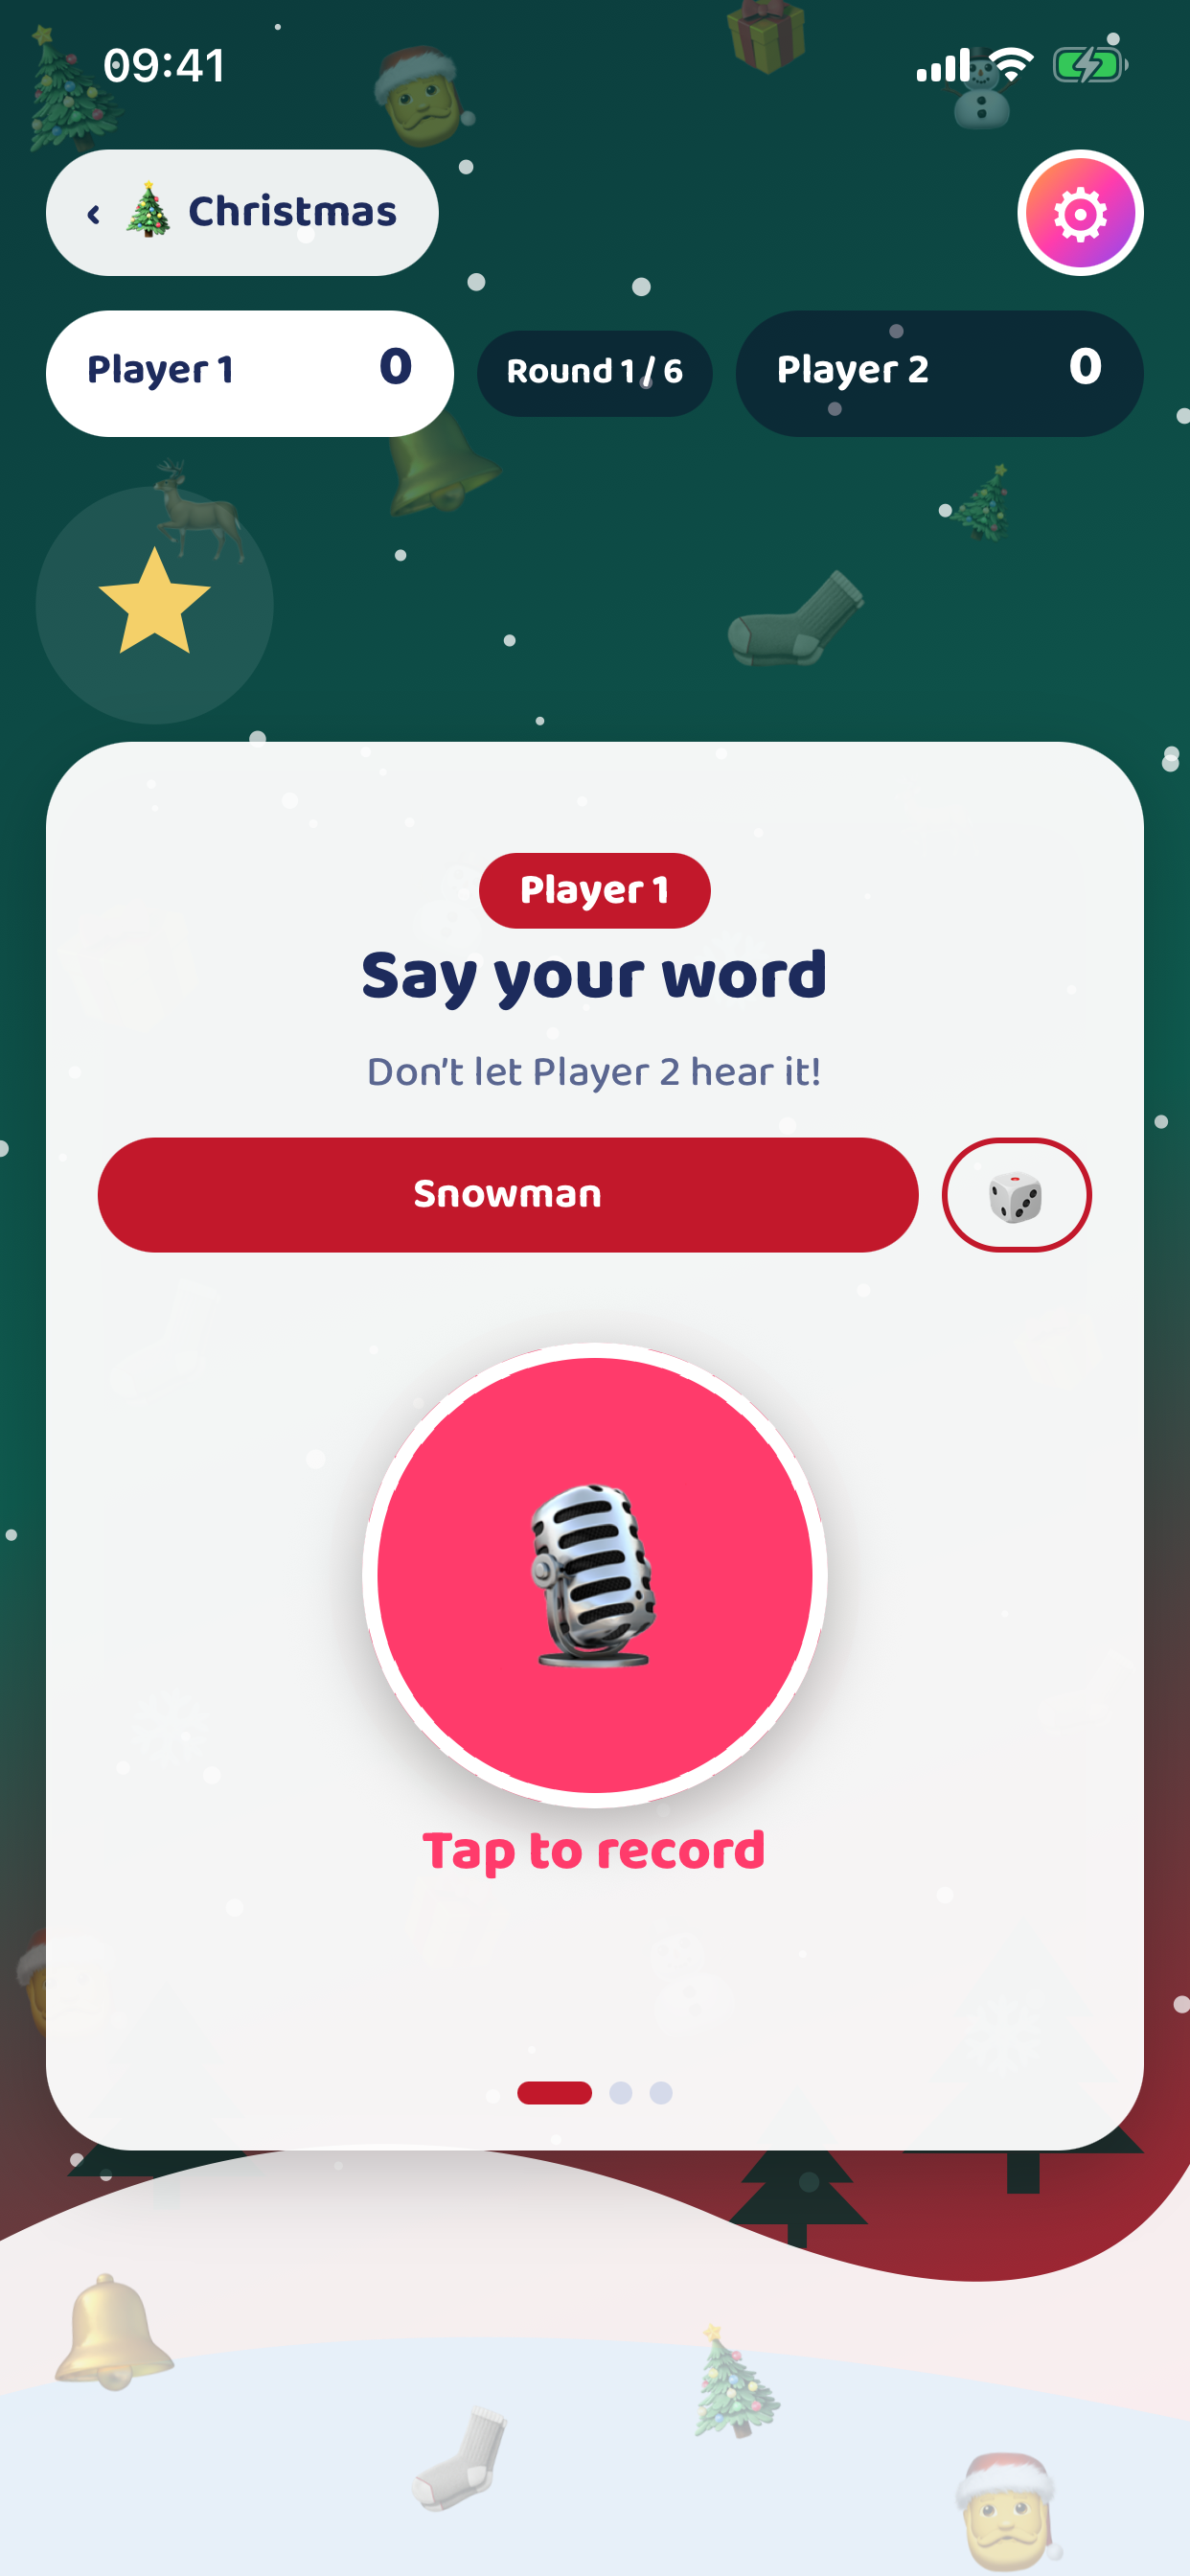 09:41
‹ 🎄 Christmas
Player 1 0
Round 1 / 6
Player 2 0
Player 1
Say your word
Don't let Player 2 hear it!
Snowman
Tap to record